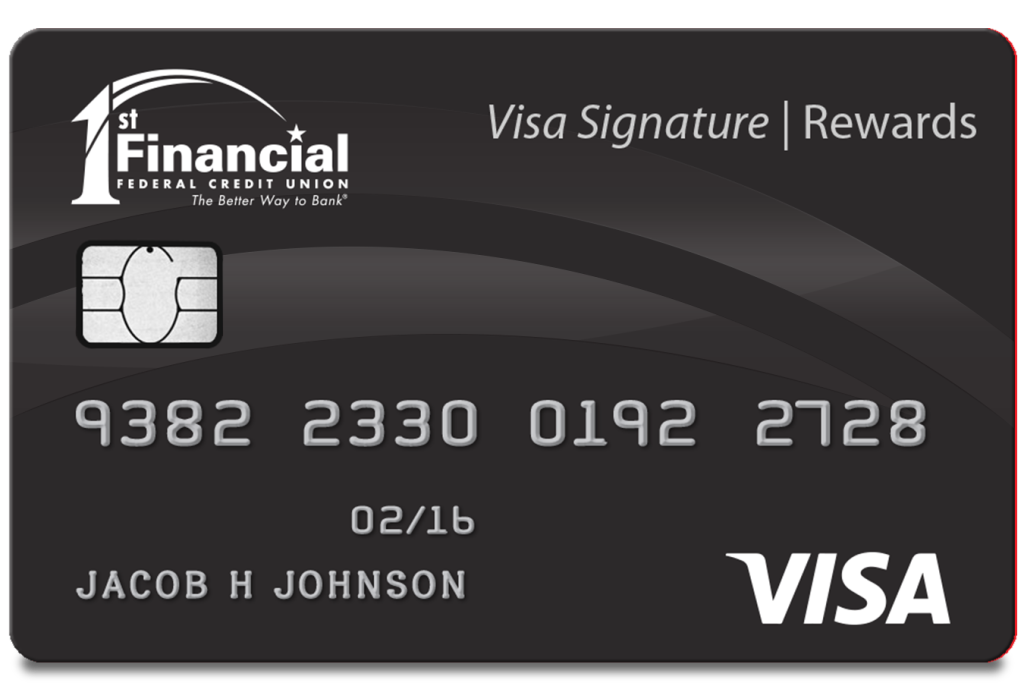 1st Financial
FEDERAL CREDIT UNION
The Better Way to Bank®
Visa Signature | Rewards
9382 2330 0192 2728
02/16
JACOB H JOHNSON
VISA